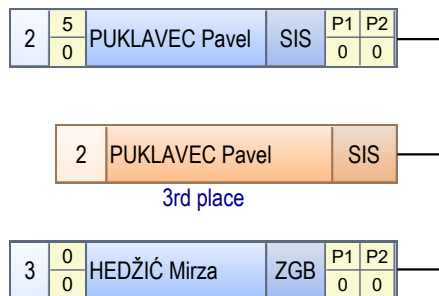 2 5 0 PUKLAVEC Pavel SIS P1 P2 0 0
2 PUKLAVEC Pavel SIS
3rd place
3 0 0 HEDŽIĆ Mirza ZGB P1 P2 0 0